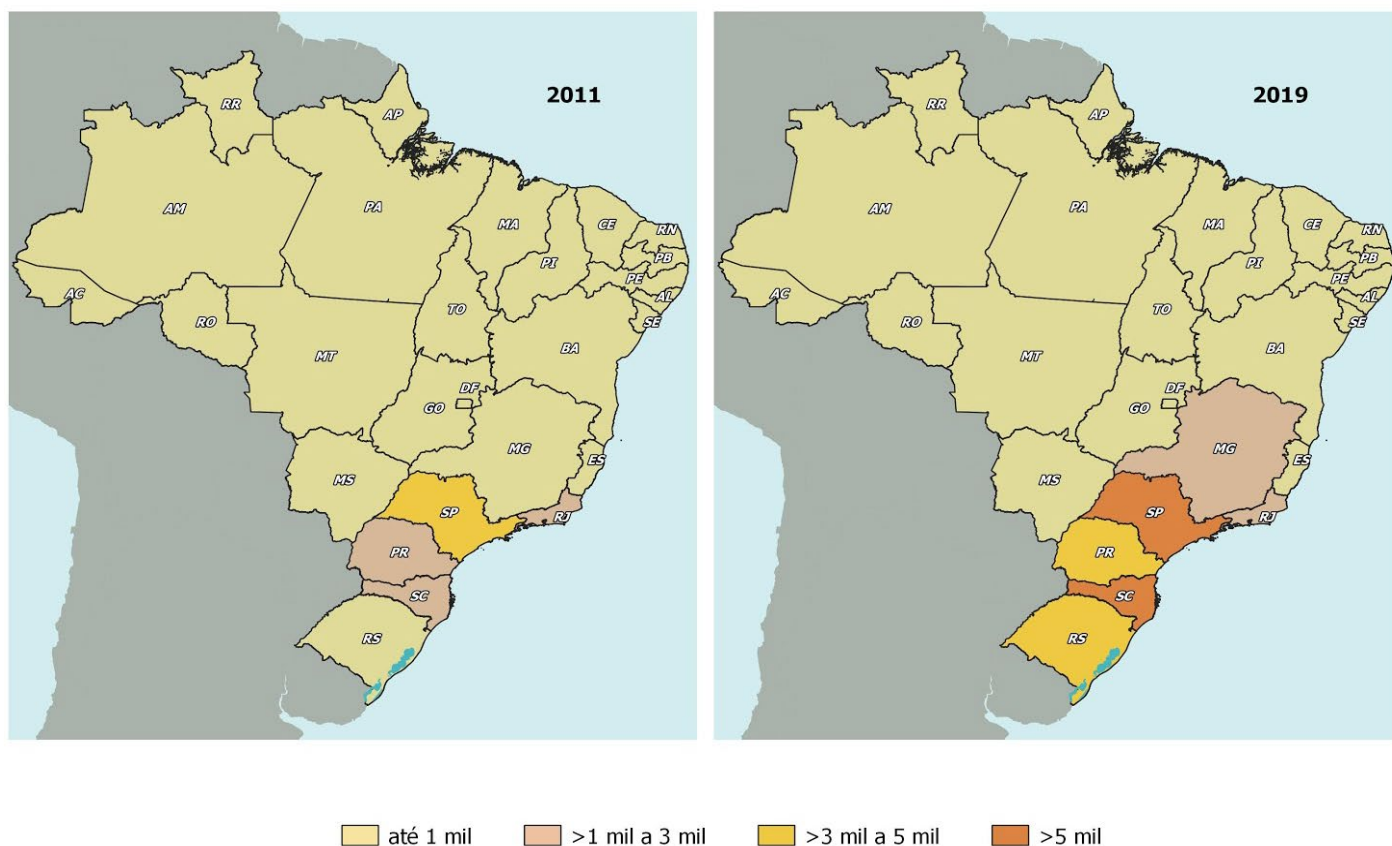 2011
RR
AP
AM
PA
MA
CE
RN
PB
PI
PE
AL
AC
TO
SE
RO
BA
MT
DF
GO
MG
ES
MS
SP
RJ
PR
SC
RS
2019
RR
AP
AM
PA
MA
CE
RN
PB
PI
PE
AL
AC
TO
SE
RO
BA
MT
DF
GO
MG
ES
MS
SP
RJ
PR
SC
RS
até 1 mil
>1 mil a 3 mil
>3 mil a 5 mil
>5 mil